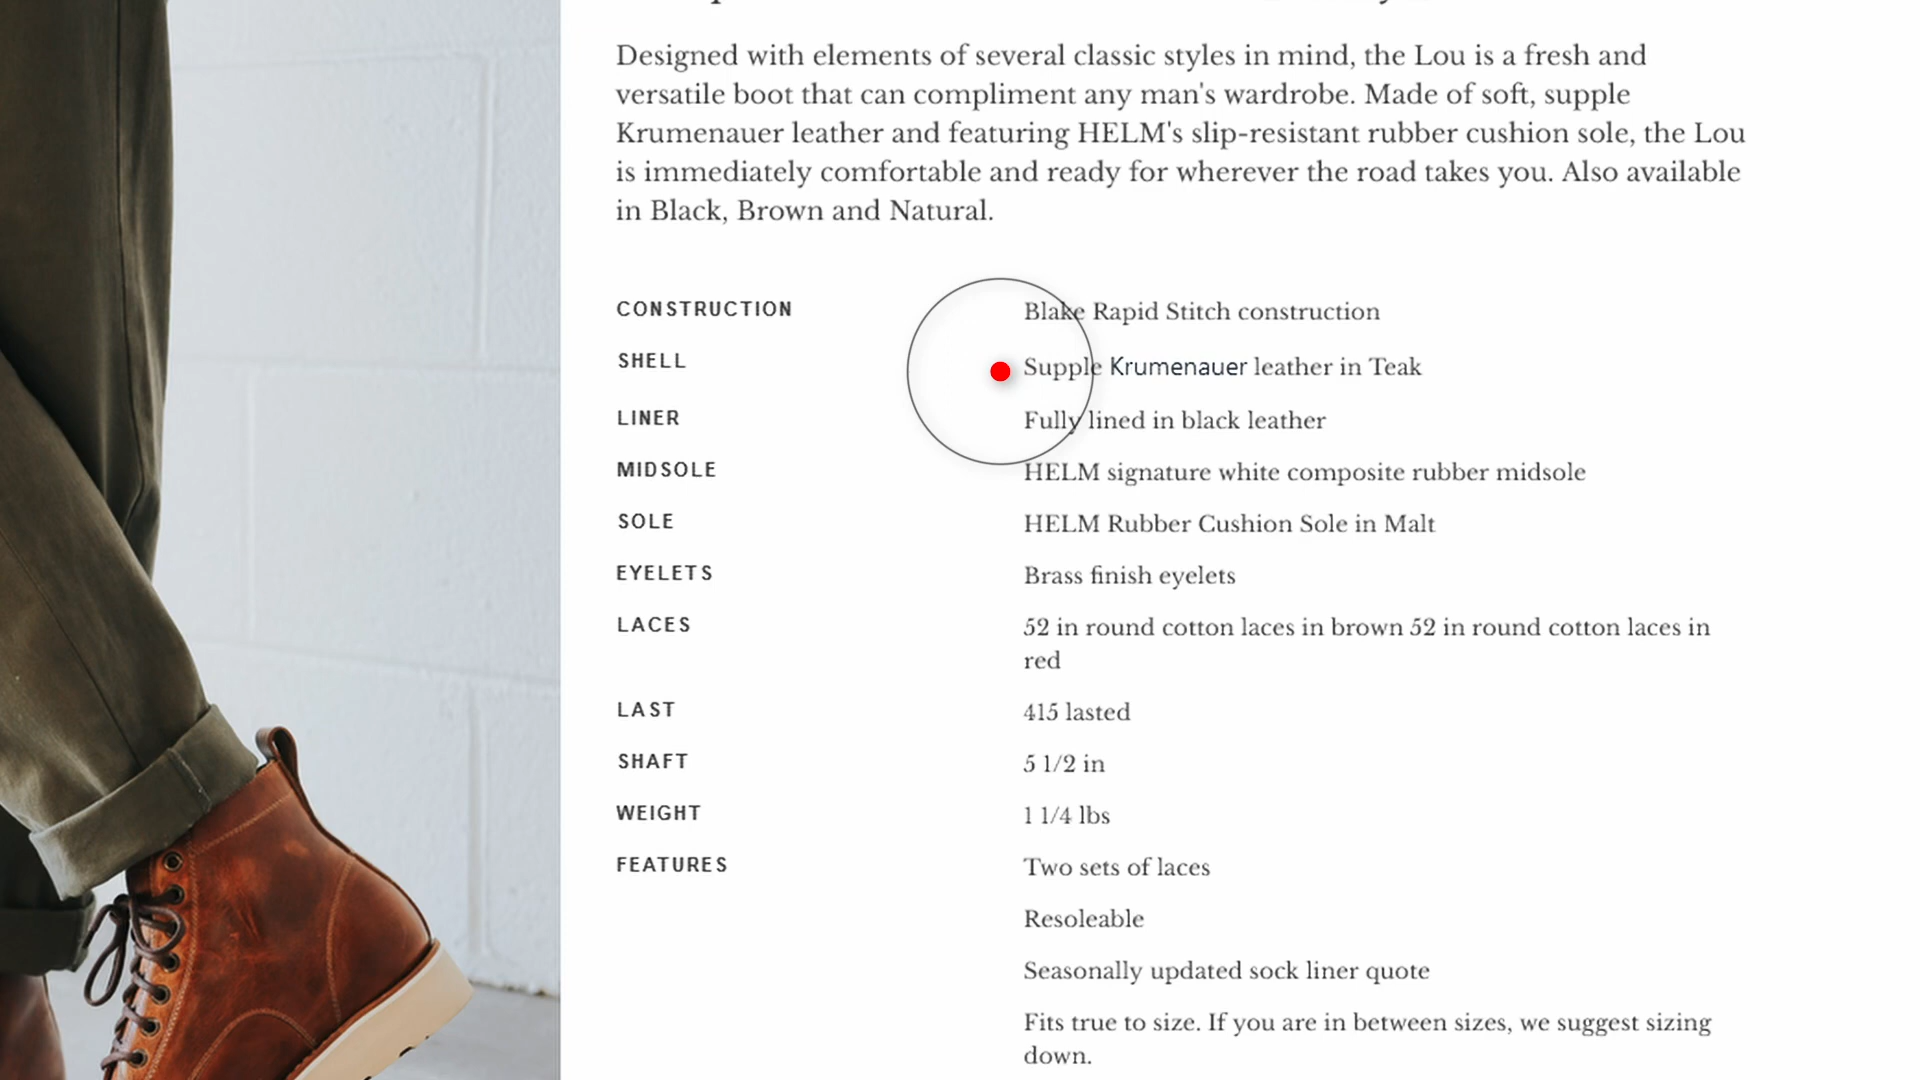 Designed with elements of several classic styles in mind, the Lou is a fresh and
versatile boot that can compliment any man's wardrobe. Made of soft, supple
Krumenauer leather and featuring HELM's slip-resistant rubber cushion sole, the Lou
is immediately comfortable and ready for wherever the road takes you. Also available
in Black, Brown and Natural.
CONSTRUCTION Blake Rapid Stitch construction
SHELL Supple Krumenauer leather in Teak
LINER Fully lined in black leather
MIDSOLE HELM signature white composite rubber midsole
SOLE HELM Rubber Cushion Sole in Malt
EYELETS Brass finish eyelets
LACES 52 in round cotton laces in brown 52 in round cotton laces in
red
LAST 415 lasted
SHAFT 5 1/2 in
WEIGHT 1 1/4 lbs
FEATURES Two sets of laces
Resoleable
Seasonally updated sock liner quote
Fits true to size. If you are in between sizes, we suggest sizing
down.